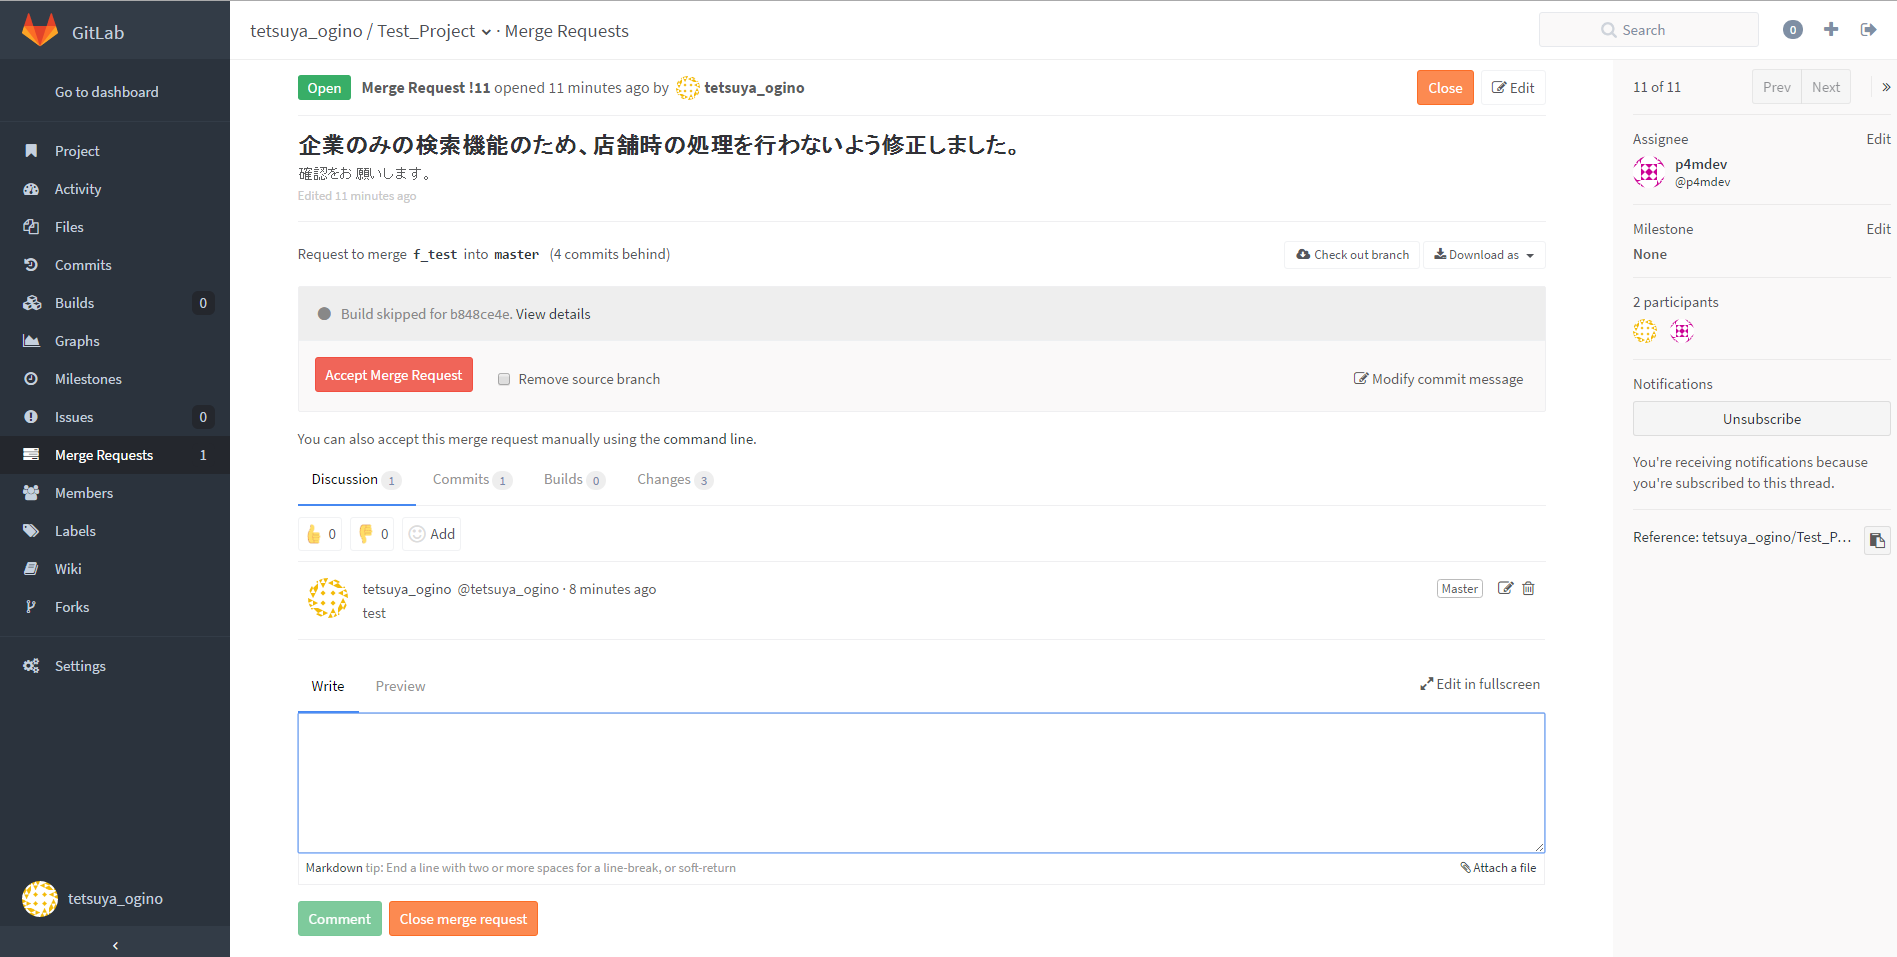 GitLab
tetsuya_ogino / Test_Project · Merge Requests
Search
0
Go to dashboard
Project
Activity
Files
Commits
Builds 0
Graphs
Milestones
Issues 0
Merge Requests 1
Members
Labels
Wiki
Forks
Settings
tetsuya_ogino
Open Merge Request !11 opened 11 minutes ago by tetsuya_ogino
Close Edit
企業のみの検索機能のため、店舗時の処理を行わないよう修正しました。
確認をお願いします。
Edited 11 minutes ago
Request to merge f_test into master (4 commits behind)
Check out branch Download as
Build skipped for b848ce4e. View details
Accept Merge Request Remove source branch Modify commit message
You can also accept this merge request manually using the command line.
Discussion 1 Commits 1 Builds 0 Changes 3
0 0 Add
tetsuya_ogino @tetsuya_ogino · 8 minutes ago Master
test
Write Preview Edit in fullscreen
Markdown tip: End a line with two or more spaces for a line-break, or soft-return Attach a file
Comment Close merge request
11 of 11 Prev Next »
Assignee Edit
p4mdev
@p4mdev
Milestone Edit
None
2 participants
Notifications
Unsubscribe
You're receiving notifications because
you're subscribed to this thread.
Reference: tetsuya_ogino/Test_P...